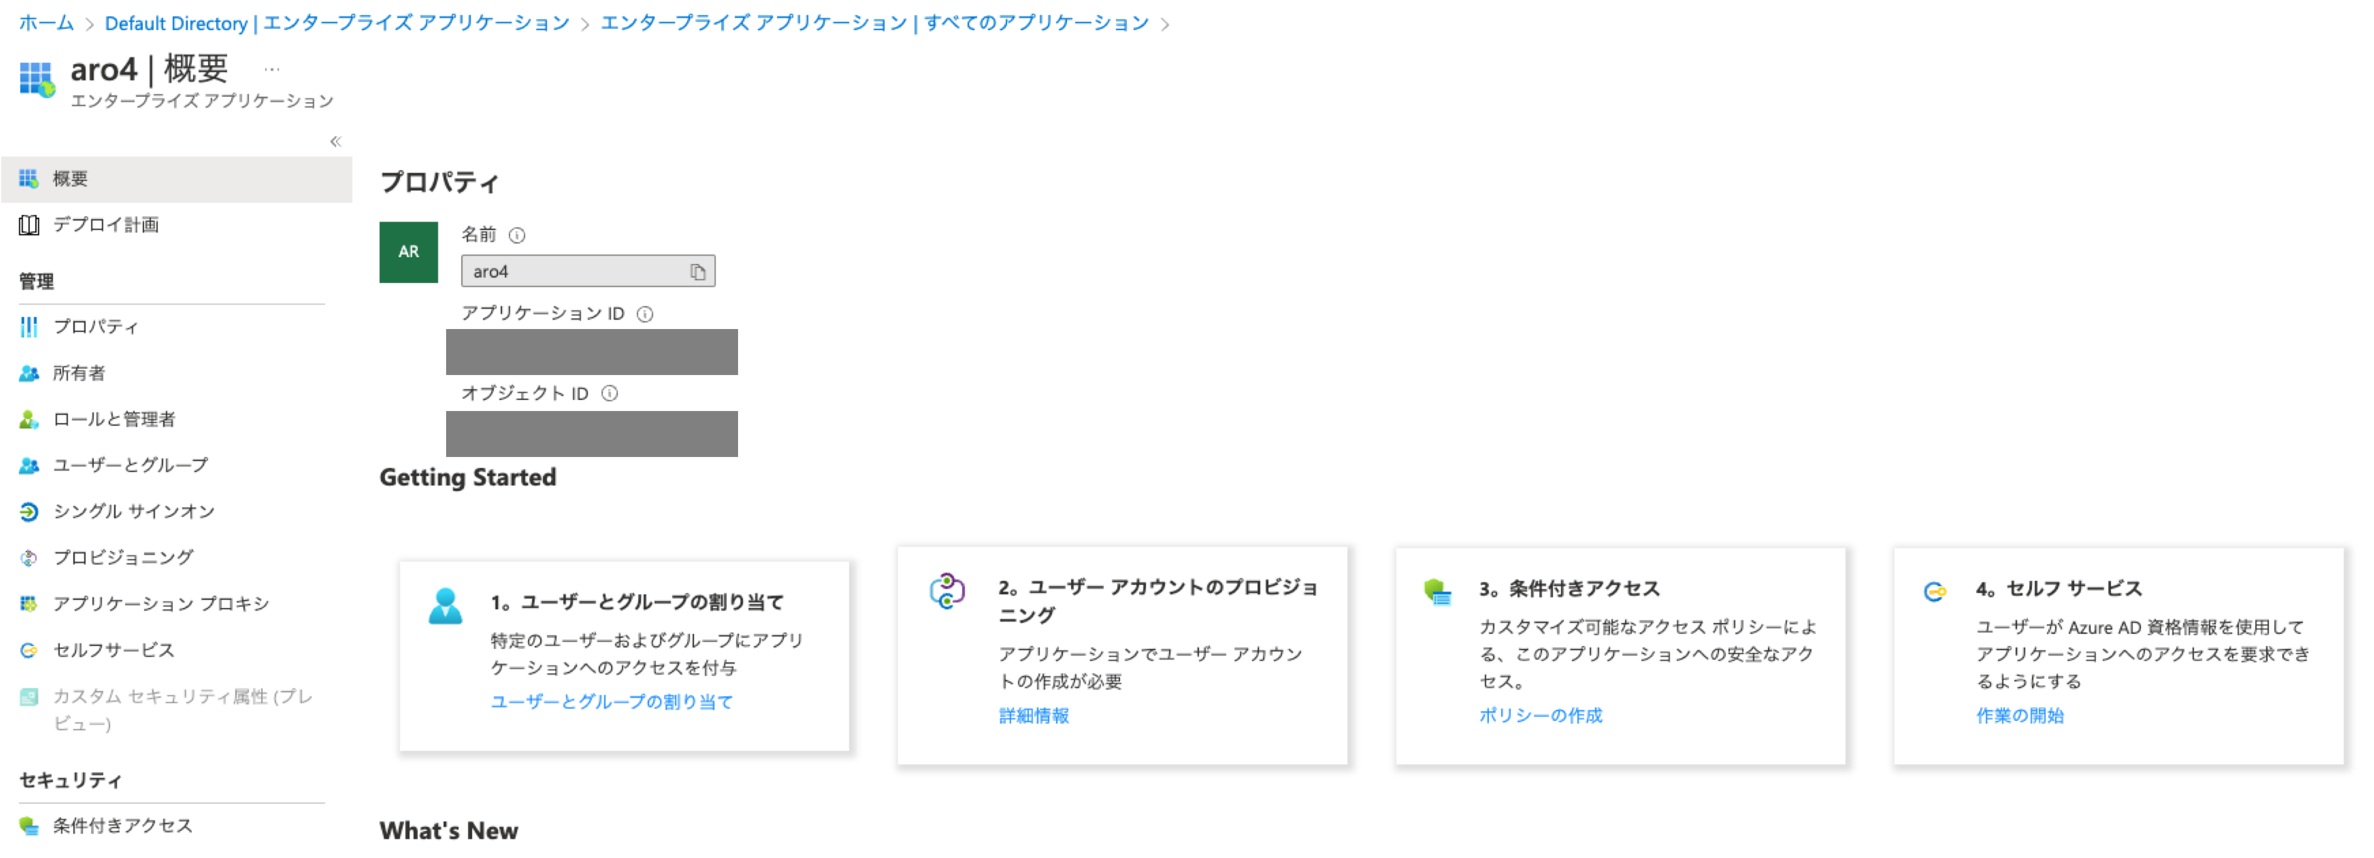 ホーム > Default Directory | エンタープライズ アプリケーション > エンタープライズ アプリケーション | すべてのアプリケーション >
aro4 | 概要 ...
エンタープライズ アプリケーション
«
概要
デプロイ計画
管理
プロパティ
所有者
ロールと管理者
ユーザーとグループ
シングル サインオン
プロビジョニング
アプリケーション プロキシ
セルフサービス
カスタム セキュリティ属性 (プレ
ビュー)
セキュリティ
条件付きアクセス
プロパティ
AR
名前
aro4
アプリケーション ID
オブジェクト ID
Getting Started
1。ユーザーとグループの割り当て
特定のユーザーおよびグループにアプリ
ケーションへのアクセスを付与
ユーザーとグループの割り当て
2。ユーザー アカウントのプロビジョ
ニング
アプリケーションでユーザー アカウン
トの作成が必要
詳細情報
3。条件付きアクセス
カスタマイズ可能なアクセス ポリシーによ
る、このアプリケーションへの安全なアク
セス。
ポリシーの作成
4。セルフ サービス
ユーザーが Azure AD 資格情報を使用して
アプリケーションへのアクセスを要求でき
るようにする
作業の開始
What's New